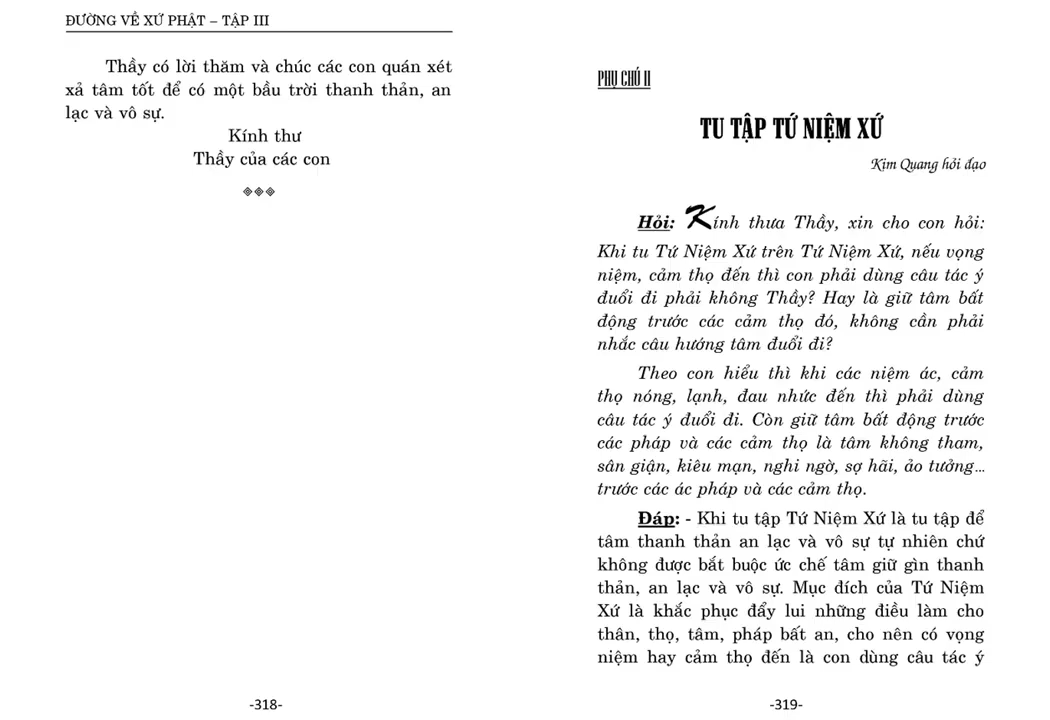 ĐƯỜNG VỀ XỨ PHẬT – TẬP III
Thầy có lời thăm và chúc các con quán xét
xả tâm tốt để có một bầu trời thanh thản, an
lạc và vô sự.
Kính thư
Thầy của các con
-318-
PHỤ CHÚ II
TU TẬP TỨ NIỆM XỨ
Kim Quang hỏi đạo
Hỏi: Kính thưa Thầy, xin cho con hỏi:
Khi tu Tứ Niệm Xứ trên Tứ Niệm Xứ, nếu vọng
niệm, cảm thọ đến thì con phải dùng câu tác ý
đuổi đi phải không Thầy? Hay là giữ tâm bất
động trước các cảm thọ đó, không cần phải
nhắc câu hướng tâm đuổi đi?
Theo con hiểu thì khi các niệm ác, cảm
thọ nóng, lạnh, đau nhức đến thì phải dùng
câu tác ý đuổi đi. Còn giữ tâm bất động trước
các pháp và các cảm thọ là tâm không tham,
sân giận, kiêu mạn, nghi ngờ, sợ hãi, ảo tưởng...
trước các ác pháp và các cảm thọ.
Đáp: - Khi tu tập Tứ Niệm Xứ là tu tập để
tâm thanh thản an lạc và vô sự tự nhiên chứ
không được bắt buộc ức chế tâm giữ gìn thanh
thản, an lạc và vô sự. Mục đích của Tứ Niệm
Xứ là khắc phục đẩy lui những điều làm cho
thân, thọ, tâm, pháp bất an, cho nên có vọng
niệm hay cảm thọ đến là con dùng câu tác ý
-319-